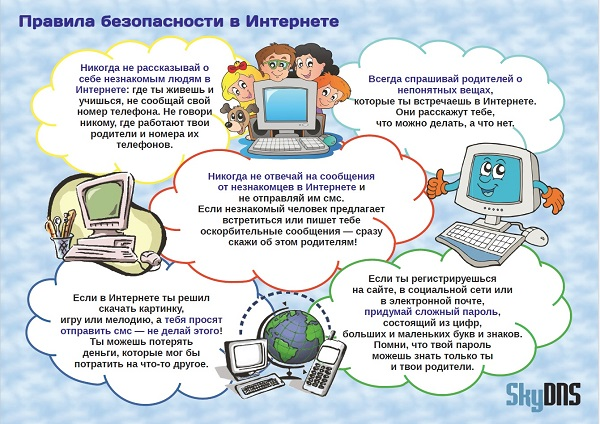 Правила безопасности в Интернете
Никогда не рассказывай о
себе незнакомым людям в
Интернете: где ты живешь и
учишься, не сообщай свой
номер телефона. Не говори
никому, где работают твои
родители и номера их
телефонов.
Всегда спрашивай родителей о
непонятных вещах,
которые ты встречаешь в Интернете.
Они расскажут тебе,
что можно делать, а что нет.
Никогда не отвечай на сообщения
от незнакомцев в Интернете и
не отправляй им смс.
Если незнакомый человек предлагает
встретиться или пишет тебе
оскорбительные сообщения — сразу
скажи об этом родителям!
Если в Интернете ты решил
скачать картинку,
игру или мелодию, а тебя просят
отправить смс — не делай этого!
Ты можешь потерять
деньги, которые мог бы
потратить на что-то другое.
Если ты регистрируешься
на сайте, в социальной сети или
в электронной почте,
придумай сложный пароль,
состоящий из цифр,
больших и маленьких букв и знаков.
Помни, что твой пароль
можешь знать только ты
и твои родители.
SkyDNS